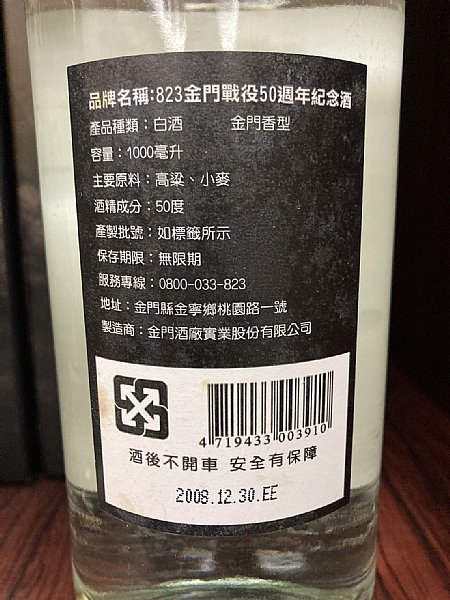 品牌名稱:823金門戰役50週年紀念酒
產品種類：白酒　　　金門香型
容量：1000毫升
主要原料：高粱、小麥
酒精成分：50度
產製批號：如標籤所示
保存期限：無限期
服務專線：0800-033-823
地址：金門縣金寧鄉桃園路一號
製造商：金門酒廠實業股份有限公司
4 719433 003910
酒後不開車 安全有保障
2008.12.30.EE